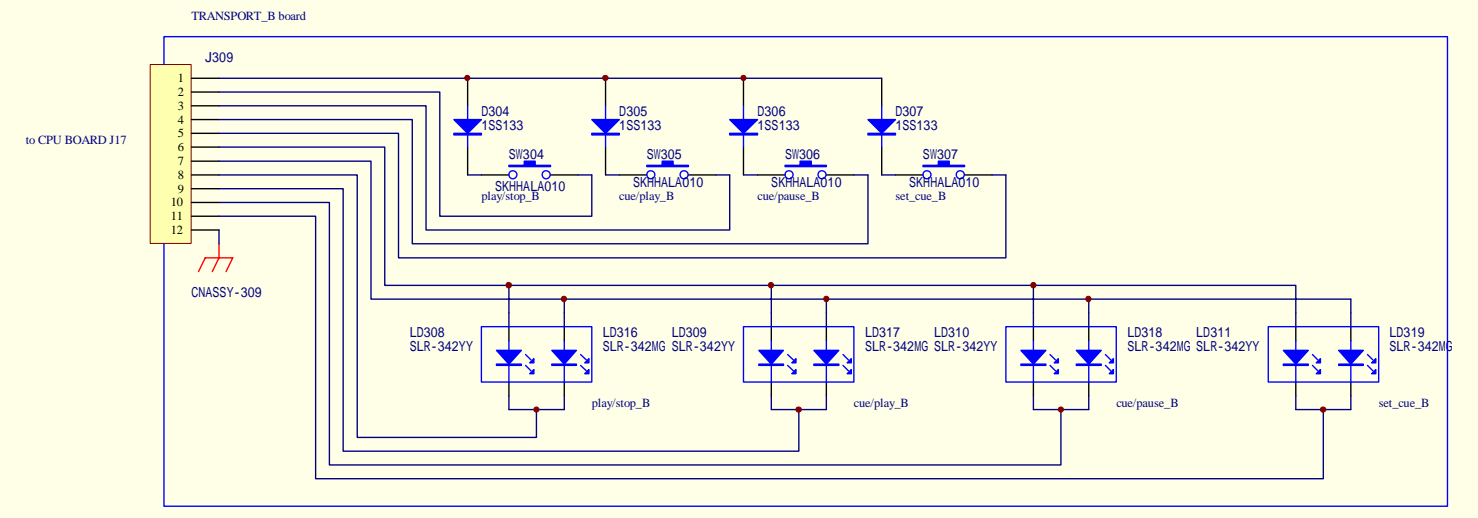 TRANSPORT_B board
J309
to CPU BOARD J17
1
2
3
4
5
6
7
8
9
10
11
12
CNASSY-309
D304
1SS133
D305
1SS133
D306
1SS133
D307
1SS133
SW304
SKHHALA010
play/stop_B
SW305
SKHHALA010
cue/play_B
SW306
SKHHALA010
cue/pause_B
SW307
SKHHALA010
set_cue_B
LD308
SLR-342YY
LD316
SLR-342MG
play/stop_B
LD309
SLR-342YY
LD317
SLR-342MG
cue/play_B
LD310
SLR-342YY
LD318
SLR-342MG
cue/pause_B
LD311
SLR-342YY
LD319
SLR-342MG
set_cue_B